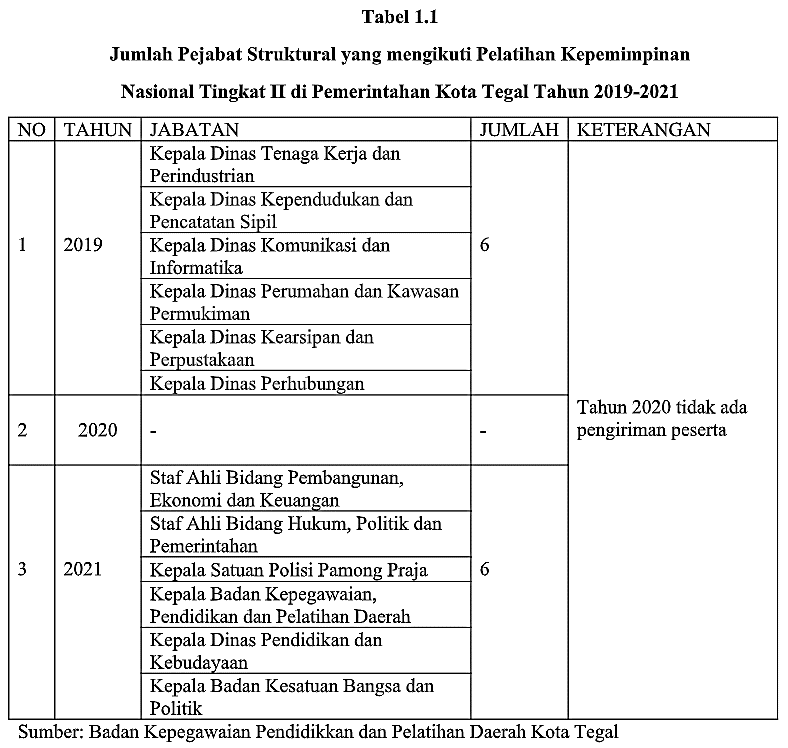 Tabel 1.1
Jumlah Pejabat Struktural yang mengikuti Pelatihan Kepemimpinan
Nasional Tingkat II di Pemerintahan Kota Tegal Tahun 2019-2021
NO TAHUN JABATAN JUMLAH KETERANGAN
Kepala Dinas Tenaga Kerja dan
Perindustrian
Kepala Dinas Kependudukan dan
Pencatatan Sipil
1 2019 Kepala Dinas Komunikasi dan 6
Informatika
Kepala Dinas Perumahan dan Kawasan
Permukiman
Kepala Dinas Kearsipan dan
Perpustakaan
Kepala Dinas Perhubungan
Tahun 2020 tidak ada
2 2020 - - pengiriman peserta
Staf Ahli Bidang Pembangunan,
Ekonomi dan Keuangan
Staf Ahli Bidang Hukum, Politik dan
Pemerintahan
3 2021 Kepala Satuan Polisi Pamong Praja 6
Kepala Badan Kepegawaian,
Pendidikan dan Pelatihan Daerah
Kepala Dinas Pendidikan dan
Kebudayaan
Kepala Badan Kesatuan Bangsa dan
Politik
Sumber: Badan Kepegawaian Pendidikkan dan Pelatihan Daerah Kota Tegal